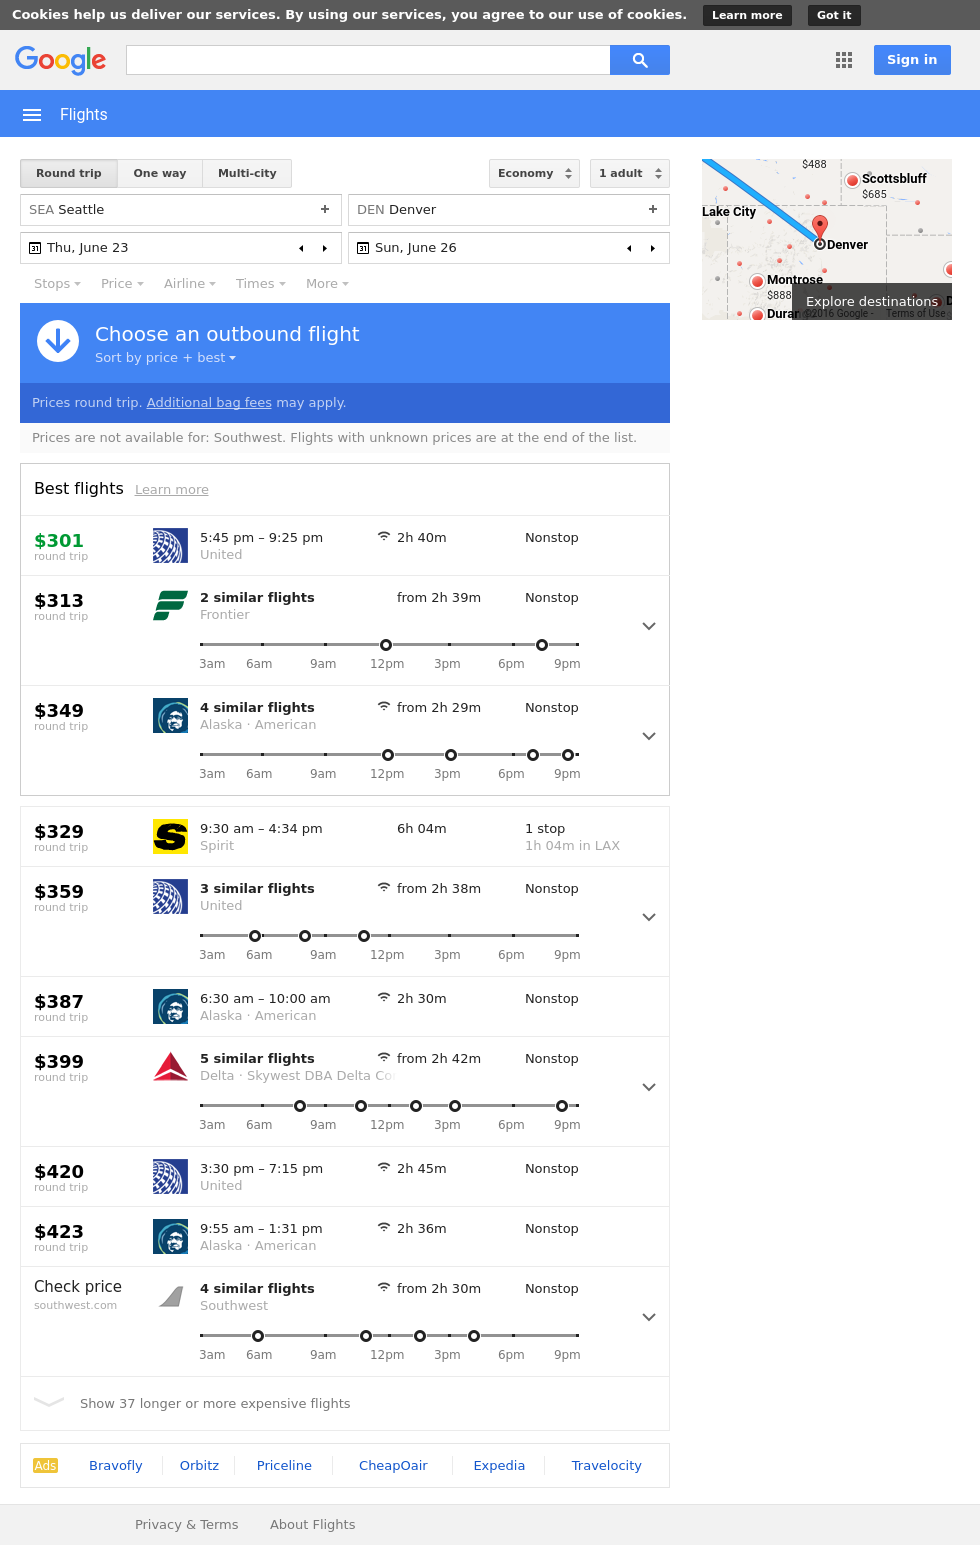 Cookies help us deliver our services. By using our services, you agree to our use of cookies. Learn more Got it
Google
Sign in
Flights
Round trip One way Multi-city Economy 1 adult
SEA Seattle DEN Denver
31 Thu, June 23 31 Sun, June 26
Stops Price Airline Times More
$488
Scottsbluff
$685
Lake City
Denver
Montrose
$888
Explore destinations
Duran ©2016 Google - Terms of Use
Choose an outbound flight
Sort by price + best
Prices round trip. Additional bag fees may apply.
Prices are not available for: Southwest. Flights with unknown prices are at the end of the list.
Best flights Learn more
$301 5:45 pm – 9:25 pm 2h 40m Nonstop
round trip United
$313 2 similar flights from 2h 39m Nonstop
round trip Frontier
3am 6am 9am 12pm 3pm 6pm 9pm
$349 4 similar flights from 2h 29m Nonstop
round trip Alaska · American
3am 6am 9am 12pm 3pm 6pm 9pm
$329 9:30 am – 4:34 pm 6h 04m 1 stop
round trip Spirit 1h 04m in LAX
$359 3 similar flights from 2h 38m Nonstop
round trip United
3am 6am 9am 12pm 3pm 6pm 9pm
$387 6:30 am – 10:00 am 2h 30m Nonstop
round trip Alaska · American
$399 5 similar flights from 2h 42m Nonstop
round trip Delta · Skywest DBA Delta Co
3am 6am 9am 12pm 3pm 6pm 9pm
$420 3:30 pm – 7:15 pm 2h 45m Nonstop
round trip United
$423 9:55 am – 1:31 pm 2h 36m Nonstop
round trip Alaska · American
Check price 4 similar flights from 2h 30m Nonstop
southwest.com Southwest
3am 6am 9am 12pm 3pm 6pm 9pm
Show 37 longer or more expensive flights
Ads Bravofly Orbitz Priceline CheapOair Expedia Travelocity
Privacy & Terms About Flights